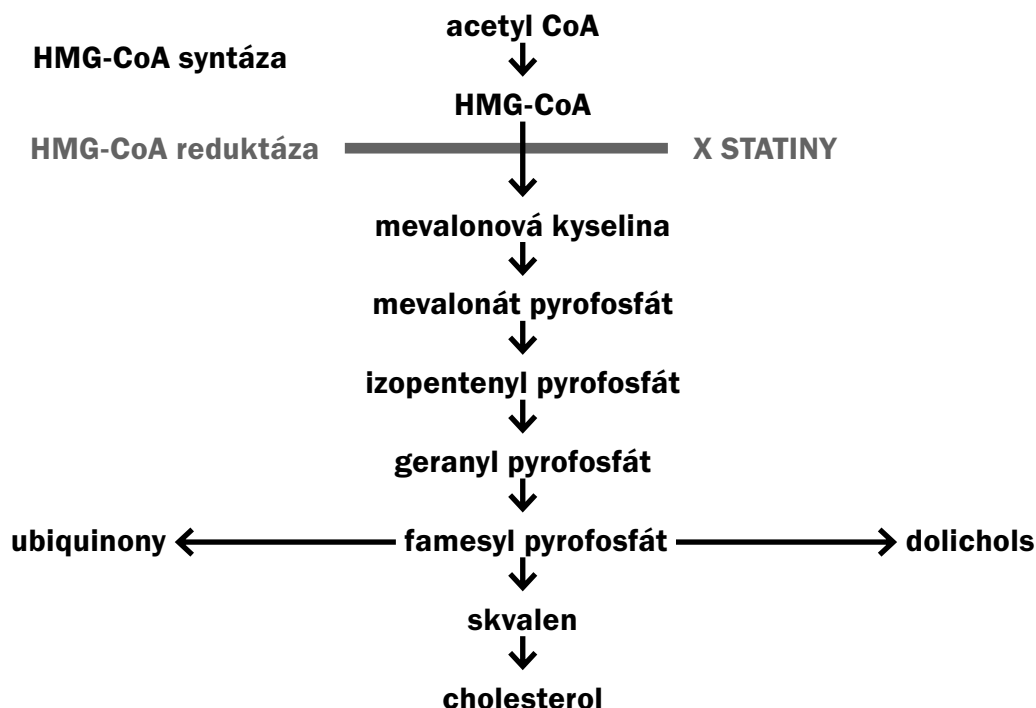 acetyl CoA
HMG-CoA syntáza
HMG-CoA
HMG-CoA reduktáza X STATINY
mevalonová kyselina
mevalonát pyrofosfát
izopentenyl pyrofosfát
geranyl pyrofosfát
ubiquinony famesyl pyrofosfát dolichols
skvalen
cholesterol